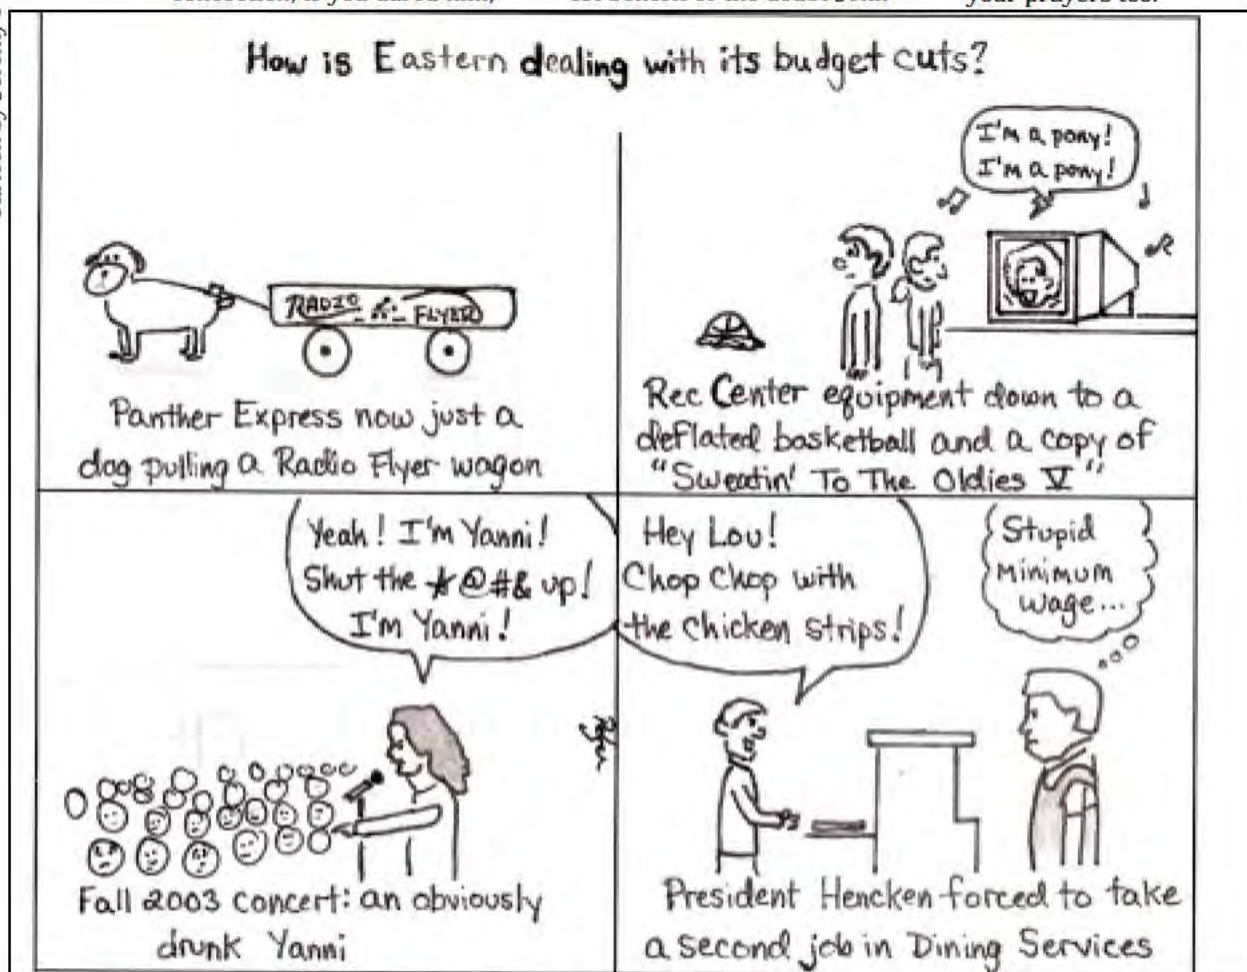 your prayers too.
How is Eastern dealing with its budget cuts?
RADIO FLYER
Panther Express now just a
dog pulling a Radio Flyer wagon
I'm a pony!
I'm a pony!
Rec Center equipment down to a
deflated basketball and a copy of
"Sweatin' To The Oldies V"
Yeah! I'm Yanni!
Shut the *@#& up!
I'm Yanni!
Fall 2003 concert: an obviously
drunk Yanni
Hey Lou!
Chop Chop with
the Chicken Strips!
Stupid
Minimum
wage...
President Hencken forced to take
a second job in Dining Services